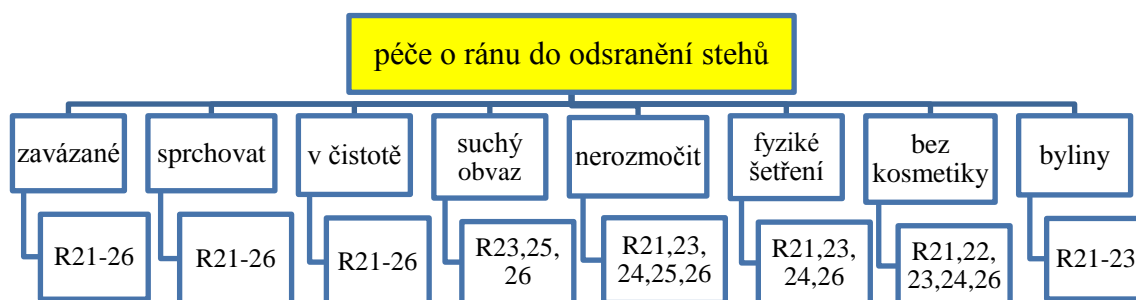 péče o ránu do odsranění stehů
zavázané
sprchovat
v čistotě
suchý
obvaz
nerozmočit
fyziké
šetření
bez
kosmetiky
byliny
R21-26
R21-26
R21-26
R23,25,
26
R21,23,
24,25,26
R21,23,
24,26
R21,22,
23,24,26
R21-23